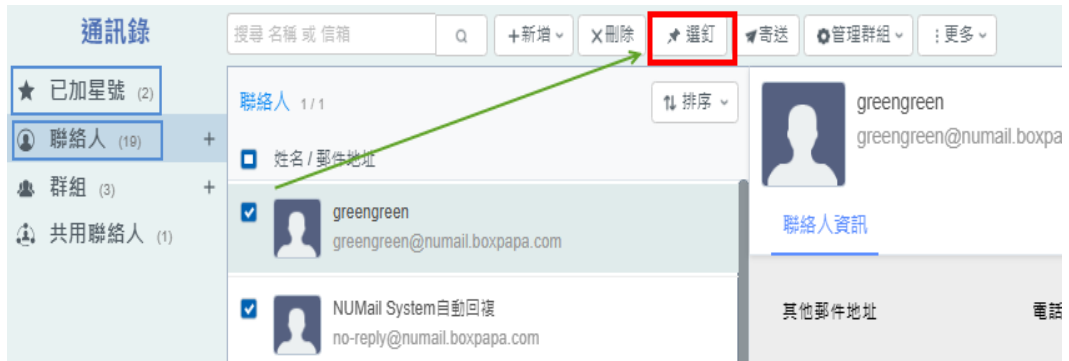 通訊錄
搜尋 名稱 或 信箱
+新增
刪除
選釘
寄送
管理群組
更多
已加星號 (2)
聯絡人 (19) +
群組 (3) +
共用聯絡人 (1)
聯絡人 1/1
排序
姓名 / 郵件地址
greengreen
greengreen@numail.boxpapa.com
NUMail System自動回複
no-reply@numail.boxpapa.com
greengreen
greengreen@numail.boxpa
聯絡人資訊
其他郵件地址
電話